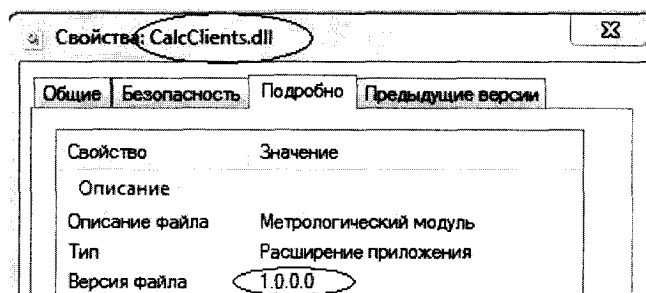 Свойства: CalcClients.dll
Общие Безопасность Подробно Предыдущие версии
Свойство Значение
Описание
Описание файла Метрологический модуль
Тип Расширение приложения
Версия файла 1.0.0.0